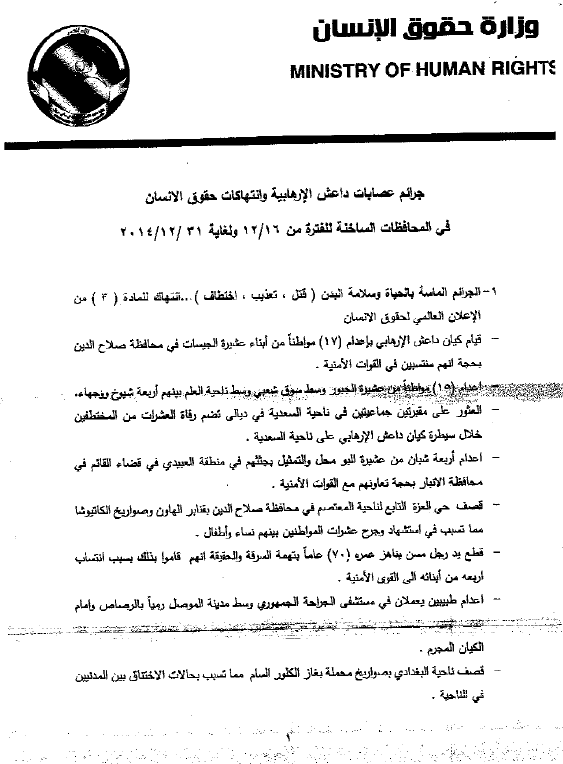 وزارة حقوق الإنسان
MINISTRY OF HUMAN RIGHTS
جرائم عصابات داعش الإرهابية وانتهاكات حقوق الانسان
في المحافظات الساخنة للفترة من ١٢/١٦ ولغاية ٣١ /١٢/ ٢٠١٤
١- الجرائم الماسة بالحياة وسلامة البدن ( قتل ، تعذيب ، اختطاف )...انتهاك للمادة ( ٣ ) من
الإعلان العالمي لحقوق الانسان
- قيام كيان داعش الإرهابي بإعدام (١٧) مواطناً من أبناء عشيرة الجيسات في محافظة صلاح الدين
بحجة انهم منتسبين في القوات الأمنية .
- اعدام (١٥) مواطناً من عشيرة الجبور وسط سوق شعبي وسط ناحية العلم بينهم أربعة شيوخ ووجهاء.
- العثور على مقبرتين جماعيتين في ناحية السعدية في ديالى تضم رفاة العشرات من المختطفين
خلال سيطرة كيان داعش الإرهابي على ناحية السعدية .
- اعدام أربعة شبان من عشيرة البو محل والتمثيل بجثثهم في منطقة العبيدي في قضاء القائم في
محافظة الانبار بحجة تعاونهم مع القوات الأمنية .
- قصف حي العزة التابع لناحية المعتصم في محافظة صلاح الدين بقنابر الهاون وصواريخ الكاتيوشا
مما تسبب في استشهاد وجرح عشرات المواطنين بينهم نساء وأطفال .
- قطع يد رجل مسن يناهز عمره (٧٠) عاماً بتهمة السرقة والحقيقة انهم قاموا بذلك بسبب أنتساب
أربعه من أبنائه الى القوى الأمنية .
- اعدام طبيبين يعملان في مستشفى الجراحة الجمهوري وسط مدينة الموصل رمياً بالرصاص وأمام
الكيان المجرم .
- قصف ناحية البغدادي بصواريخ محملة بغاز الكلور السام مما تسبب بحالات الاختناق بين المدنيين
في الناحية .
١